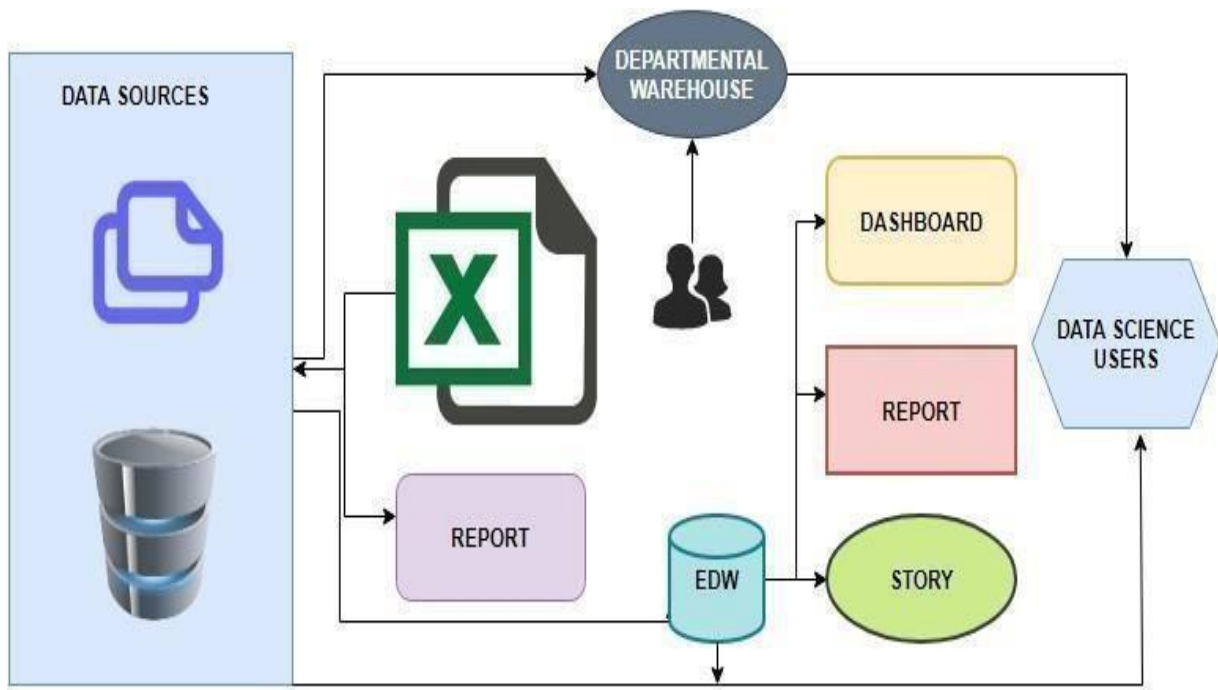 DATA SOURCES
DEPARTMENTAL
WAREHOUSE
X
DASHBOARD
DATA SCIENCE
USERS
REPORT
REPORT
EDW
STORY